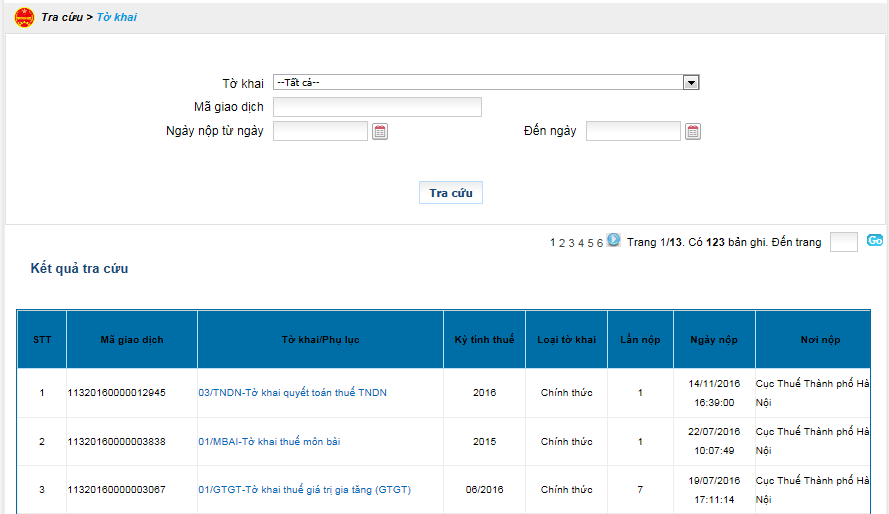 Tra cứu > Tờ khai
Tờ khai --Tất cả--
Mã giao dịch
Ngày nộp từ ngày Đến ngày
Tra cứu
1 2 3 4 5 6 Trang 1/13. Có 123 bản ghi. Đến trang Go
Kết quả tra cứu
STT Mã giao dịch Tờ khai/Phụ lục Kỳ tính thuế Loại tờ khai Lần nộp Ngày nộp Nơi nộp
1 11320160000012945 03/TNDN-Tờ khai quyết toán thuế TNDN 2016 Chính thức 1 14/11/2016 16:39:00 Cục Thuế Thành phố Hà Nội
2 11320160000003838 01/MBAI-Tờ khai thuế môn bài 2015 Chính thức 1 22/07/2016 10:07:49 Cục Thuế Thành phố Hà Nội
3 11320160000003067 01/GTGT-Tờ khai thuế giá trị gia tăng (GTGT) 06/2016 Chính thức 7 19/07/2016 17:11:14 Cục Thuế Thành phố Hà Nội